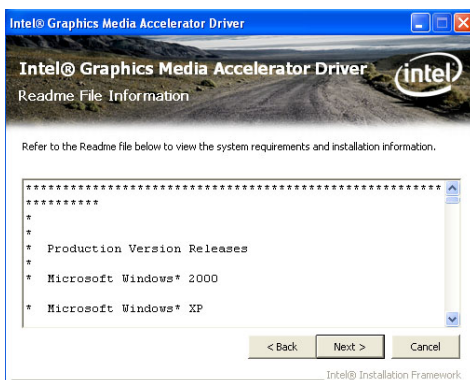 Intel® Graphics Media Accelerator Driver
Intel® Graphics Media Accelerator Driver
intel
Readme File Information
Refer to the Readme file below to view the system requirements and installation information.
********************************************************
**********
*
*
*  Production Version Releases
*
*  Microsoft Windows* 2000
*  Microsoft Windows* XP
< Back
Next >
Cancel
Intel® Installation Framework